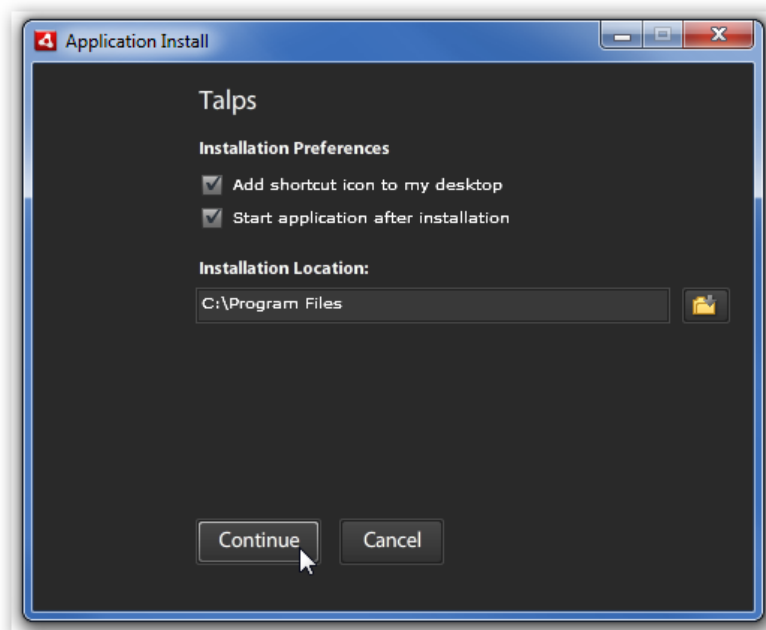 Application Install
Talps
Installation Preferences
Add shortcut icon to my desktop
Start application after installation
Installation Location:
C:\Program Files
Continue
Cancel